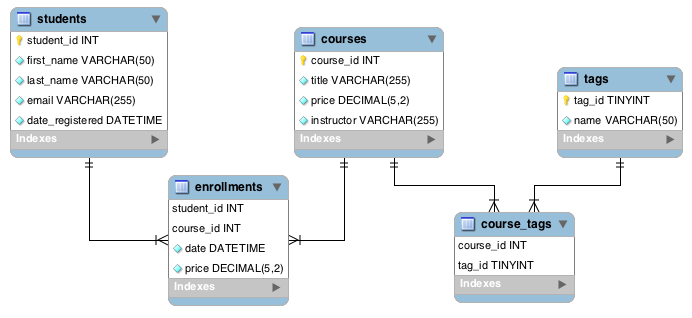 students
student_id INT
first_name VARCHAR(50)
last_name VARCHAR(50)
email VARCHAR(255)
date_registered DATETIME
Indexes
courses
course_id INT
title VARCHAR(255)
price DECIMAL(5,2)
instructor VARCHAR(255)
Indexes
tags
tag_id TINYINT
name VARCHAR(50)
Indexes
enrollments
student_id INT
course_id INT
date DATETIME
price DECIMAL(5,2)
Indexes
course_tags
course_id INT
tag_id TINYINT
Indexes